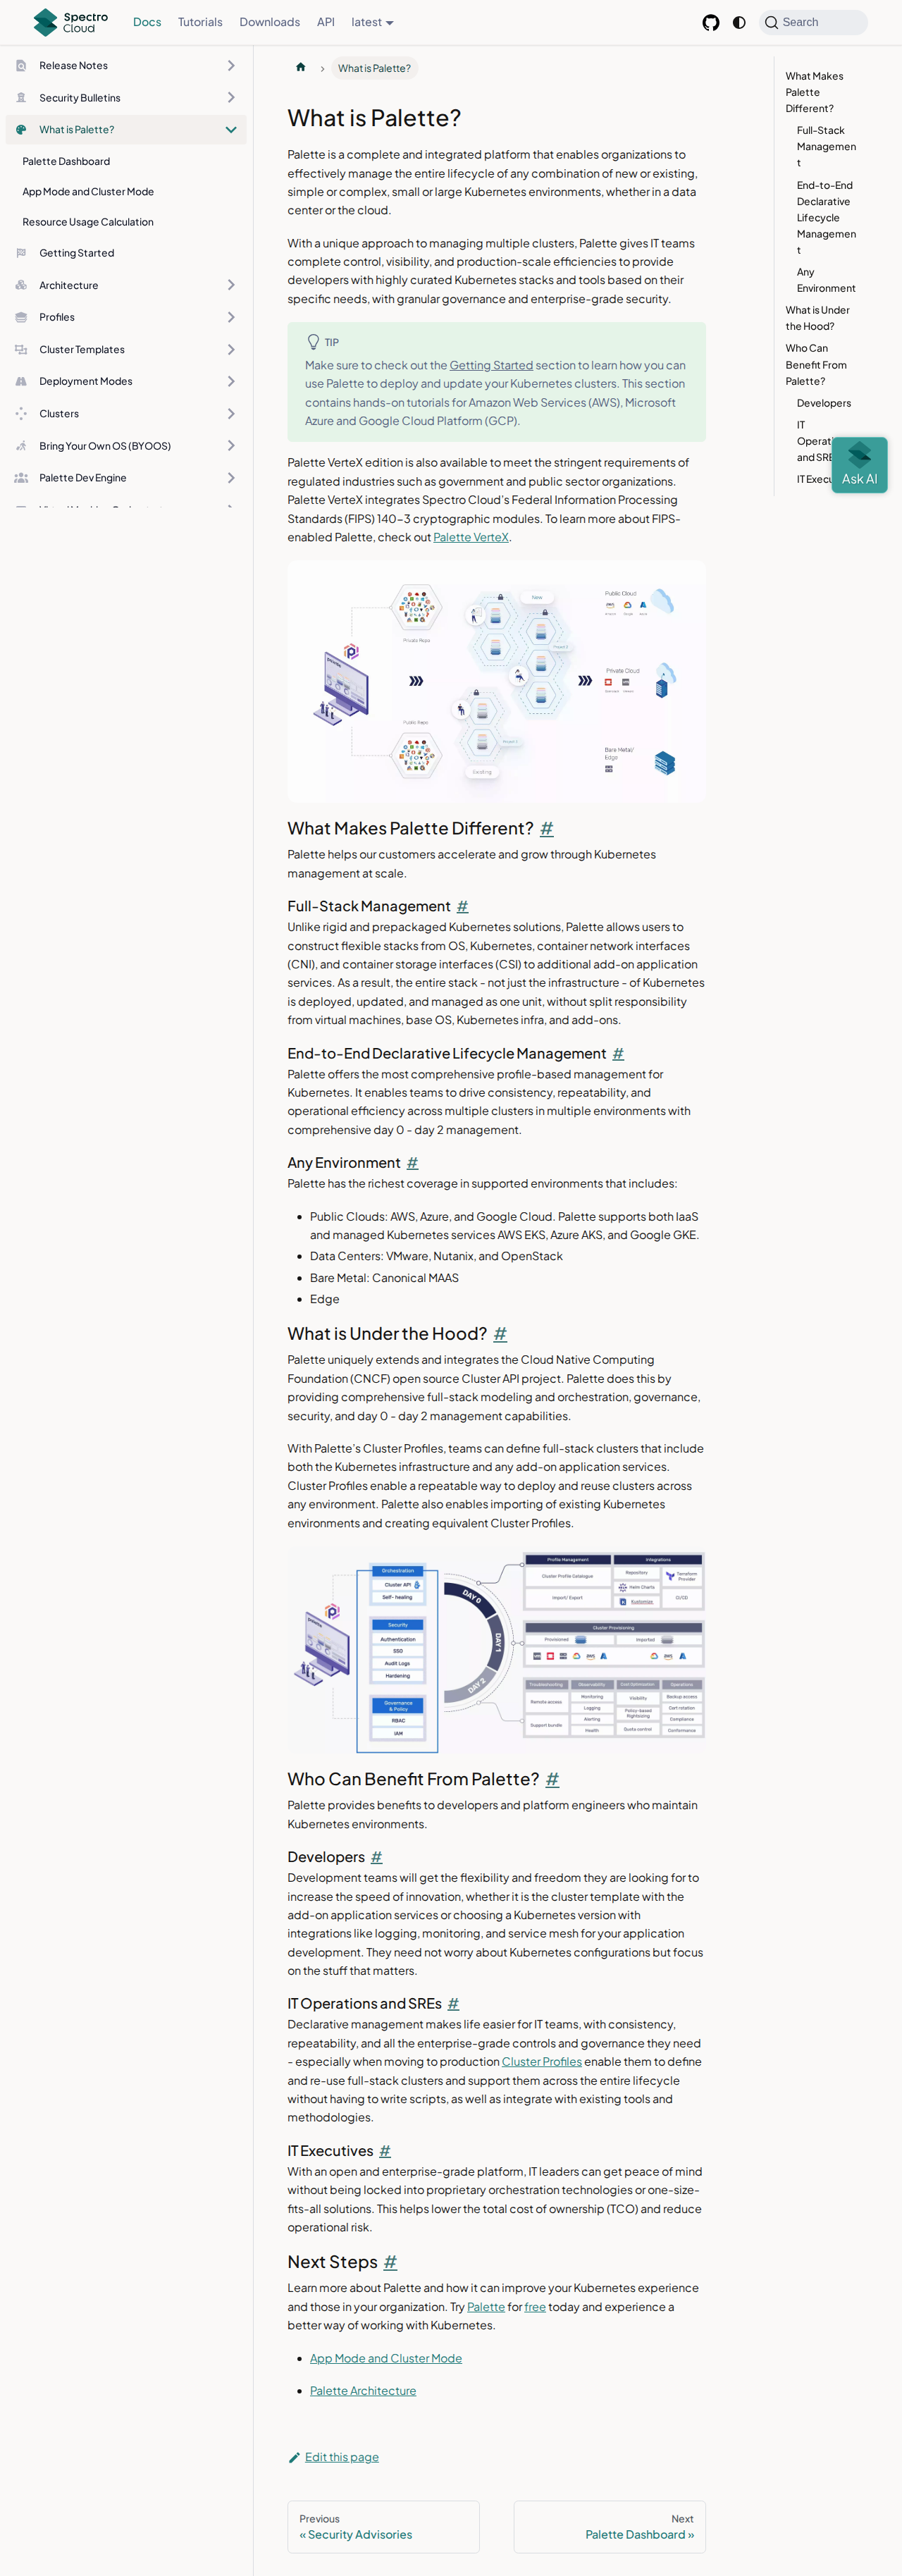 Spectro Cloud
Docs
Tutorials
Downloads
API
latest
Search
Release Notes
Security Bulletins
What is Palette?
Palette Dashboard
App Mode and Cluster Mode
Resource Usage Calculation
Getting Started
Architecture
Profiles
Cluster Templates
Deployment Modes
Clusters
Bring Your Own OS (BYOOS)
Palette Dev Engine
What is Palette?
What is Palette?
Palette is a complete and integrated platform that enables organizations to
effectively manage the entire lifecycle of any combination of new or existing,
simple or complex, small or large Kubernetes environments, whether in a data
center or the cloud.
With a unique approach to managing multiple clusters, Palette gives IT teams
complete control, visibility, and production-scale efficiencies to provide
developers with highly curated Kubernetes stacks and tools based on their
specific needs, with granular governance and enterprise-grade security.
TIP
Make sure to check out the Getting Started section to learn how you can
use Palette to deploy and update your Kubernetes clusters. This section
contains hands-on tutorials for Amazon Web Services (AWS), Microsoft
Azure and Google Cloud Platform (GCP).
Palette VerteX edition is also available to meet the stringent requirements of
regulated industries such as government and public sector organizations.
Palette VerteX integrates Spectro Cloud's Federal Information Processing
Standards (FIPS) 140-3 cryptographic modules. To learn more about FIPS-
enabled Palette, check out Palette VerteX.
Private Repo
Public Repo
New
Existing
Public Cloud
Private Cloud
Bare Metal/
Edge
What Makes Palette Different? #
Palette helps our customers accelerate and grow through Kubernetes
management at scale.
Full-Stack Management #
Unlike rigid and prepackaged Kubernetes solutions, Palette allows users to
construct flexible stacks from OS, Kubernetes, container network interfaces
(CNI), and container storage interfaces (CSI) to additional add-on application
services. As a result, the entire stack - not just the infrastructure - of Kubernetes
is deployed, updated, and managed as one unit, without split responsibility
from virtual machines, base OS, Kubernetes infra, and add-ons.
End-to-End Declarative Lifecycle Management #
Palette offers the most comprehensive profile-based management for
Kubernetes. It enables teams to drive consistency, repeatability, and
operational efficiency across multiple clusters in multiple environments with
comprehensive day 0 - day 2 management.
Any Environment #
Palette has the richest coverage in supported environments that includes:
• Public Clouds: AWS, Azure, and Google Cloud. Palette supports both IaaS
and managed Kubernetes services AWS EKS, Azure AKS, and Google GKE.
• Data Centers: VMware, Nutanix, and OpenStack
• Bare Metal: Canonical MAAS
• Edge
What is Under the Hood? #
Palette uniquely extends and integrates the Cloud Native Computing
Foundation (CNCF) open source Cluster API project. Palette does this by
providing comprehensive full-stack modeling and orchestration, governance,
security, and day 0 - day 2 management capabilities.
With Palette's Cluster Profiles, teams can define full-stack clusters that include
both the Kubernetes infrastructure and any add-on application services.
Cluster Profiles enable a repeatable way to deploy and reuse clusters across
any environment. Palette also enables importing of existing Kubernetes
environments and creating equivalent Cluster Profiles.
Orchestration
Cluster API
Self- healing
Security
Authentication
SSO
Audit Logs
Hardening
Governance
& Policy
RBAC
IAM
DAY 0
DAY 1
DAY 2
Profile Management
Integrations
Cluster Profile Catalogue
Import/ Export
Repository
Helm Charts
Kustomize
Terraform
Provider
CI/CD
Cluster Provisioning
Provisioned
Imported
Troubleshooting
Observability
Cost Optimization
Operations
Remote access
Support bundle
Monitoring
Logging
Alerting
Health
Visibility
Policy-based
Rightsizing
Quota control
Backup access
Cert rotation
Compliance
Conformance
Who Can Benefit From Palette? #
Palette provides benefits to developers and platform engineers who maintain
Kubernetes environments.
Developers #
Development teams will get the flexibility and freedom they are looking for to
increase the speed of innovation, whether it is the cluster template with the
add-on application services or choosing a Kubernetes version with
integrations like logging, monitoring, and service mesh for your application
development. They need not worry about Kubernetes configurations but focus
on the stuff that matters.
IT Operations and SREs #
Declarative management makes life easier for IT teams, with consistency,
repeatability, and all the enterprise-grade controls and governance they need
- especially when moving to production Cluster Profiles enable them to define
and re-use full-stack clusters and support them across the entire lifecycle
without having to write scripts, as well as integrate with existing tools and
methodologies.
IT Executives #
With an open and enterprise-grade platform, IT leaders can get peace of mind
without being locked into proprietary orchestration technologies or one-size-
fits-all solutions. This helps lower the total cost of ownership (TCO) and reduce
operational risk.
Next Steps #
Learn more about Palette and how it can improve your Kubernetes experience
and those in your organization. Try Palette for free today and experience a
better way of working with Kubernetes.
• App Mode and Cluster Mode
• Palette Architecture
Edit this page
Previous
« Security Advisories
Next
Palette Dashboard »
What Makes
Palette
Different?
Full-Stack
Managemen
t
End-to-End
Declarative
Lifecycle
Managemen
t
Any
Environment
What is Under
the Hood?
Who Can
Benefit From
Palette?
Developers
IT
Operati
and SRE
IT Execu
Ask AI